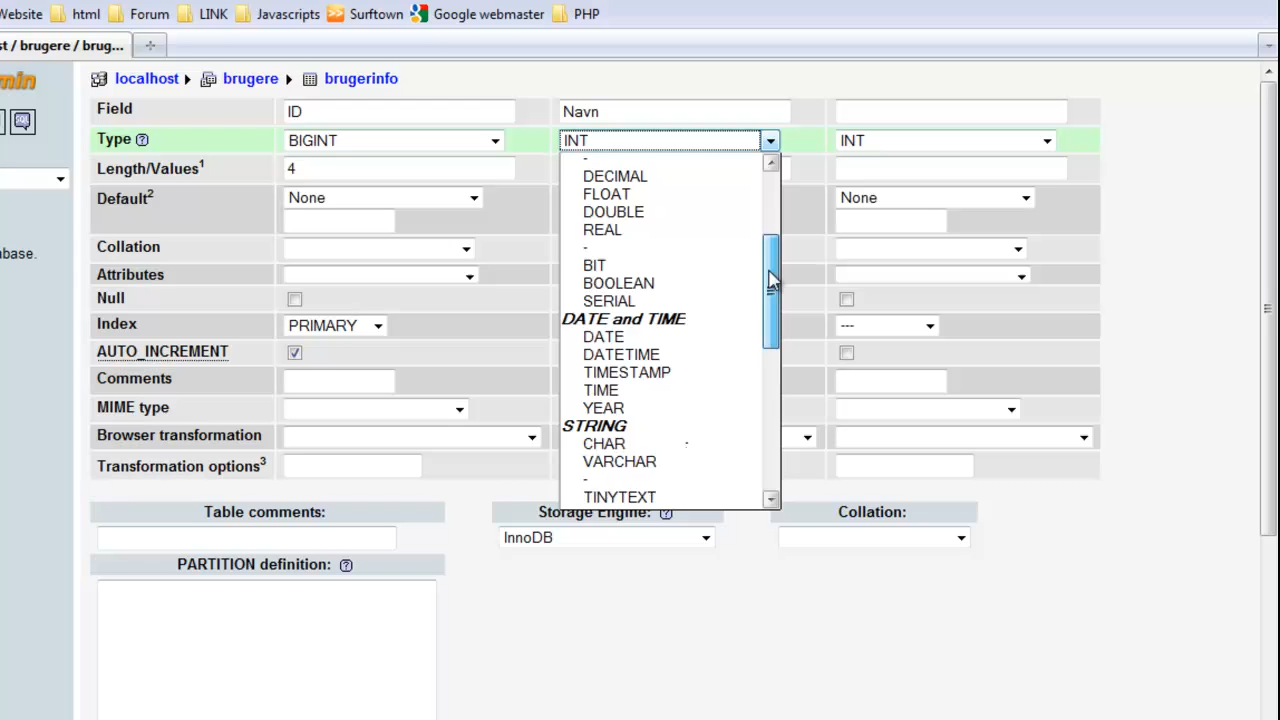 Website html Forum LINK Javascripts Surftown Google webmaster PHP
st / brugere / brug...
min
localhost brugere brugerinfo
Field ID Navn
Type BIGINT INT INT
Length/Values1 4
Default2 None None
Collation
Attributes
Null
Index PRIMARY ---
AUTO_INCREMENT
Comments
MIME type
Browser transformation
Transformation options3
-
DECIMAL
FLOAT
DOUBLE
REAL
-
BIT
BOOLEAN
SERIAL
DATE and TIME
DATE
DATETIME
TIMESTAMP
TIME
YEAR
STRING
CHAR
VARCHAR
-
TINYTEXT
abase.
Table comments: Storage Engine: Collation:
InnoDB
PARTITION definition: